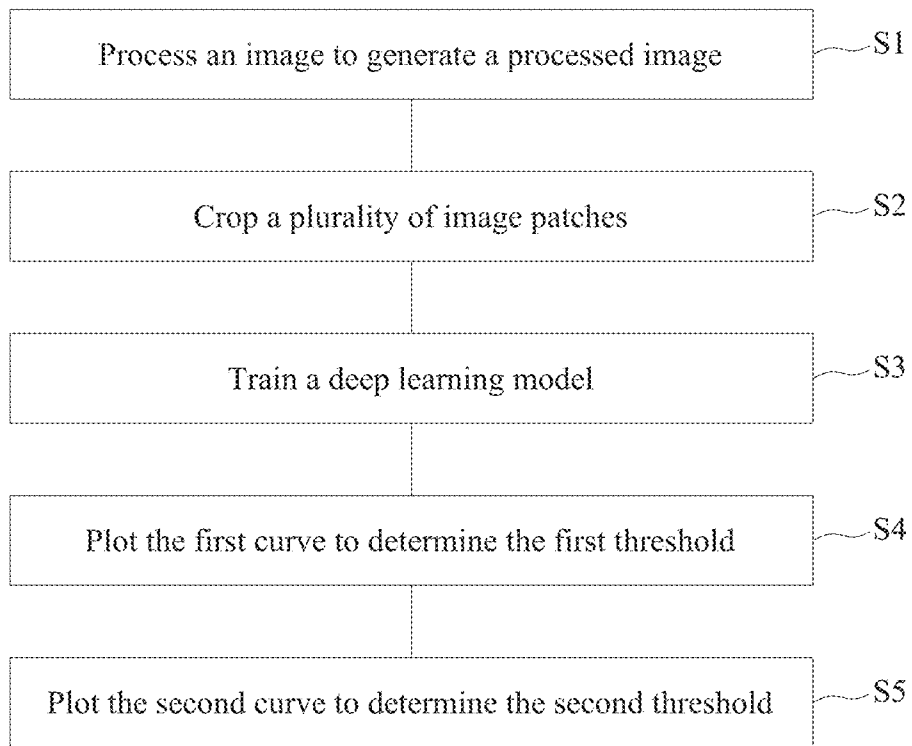 Process an image to generate a processed image
S1
Crop a plurality of image patches
S2
Train a deep learning model
S3
Plot the first curve to determine the first threshold
S4
Plot the second curve to determine the second threshold
S5